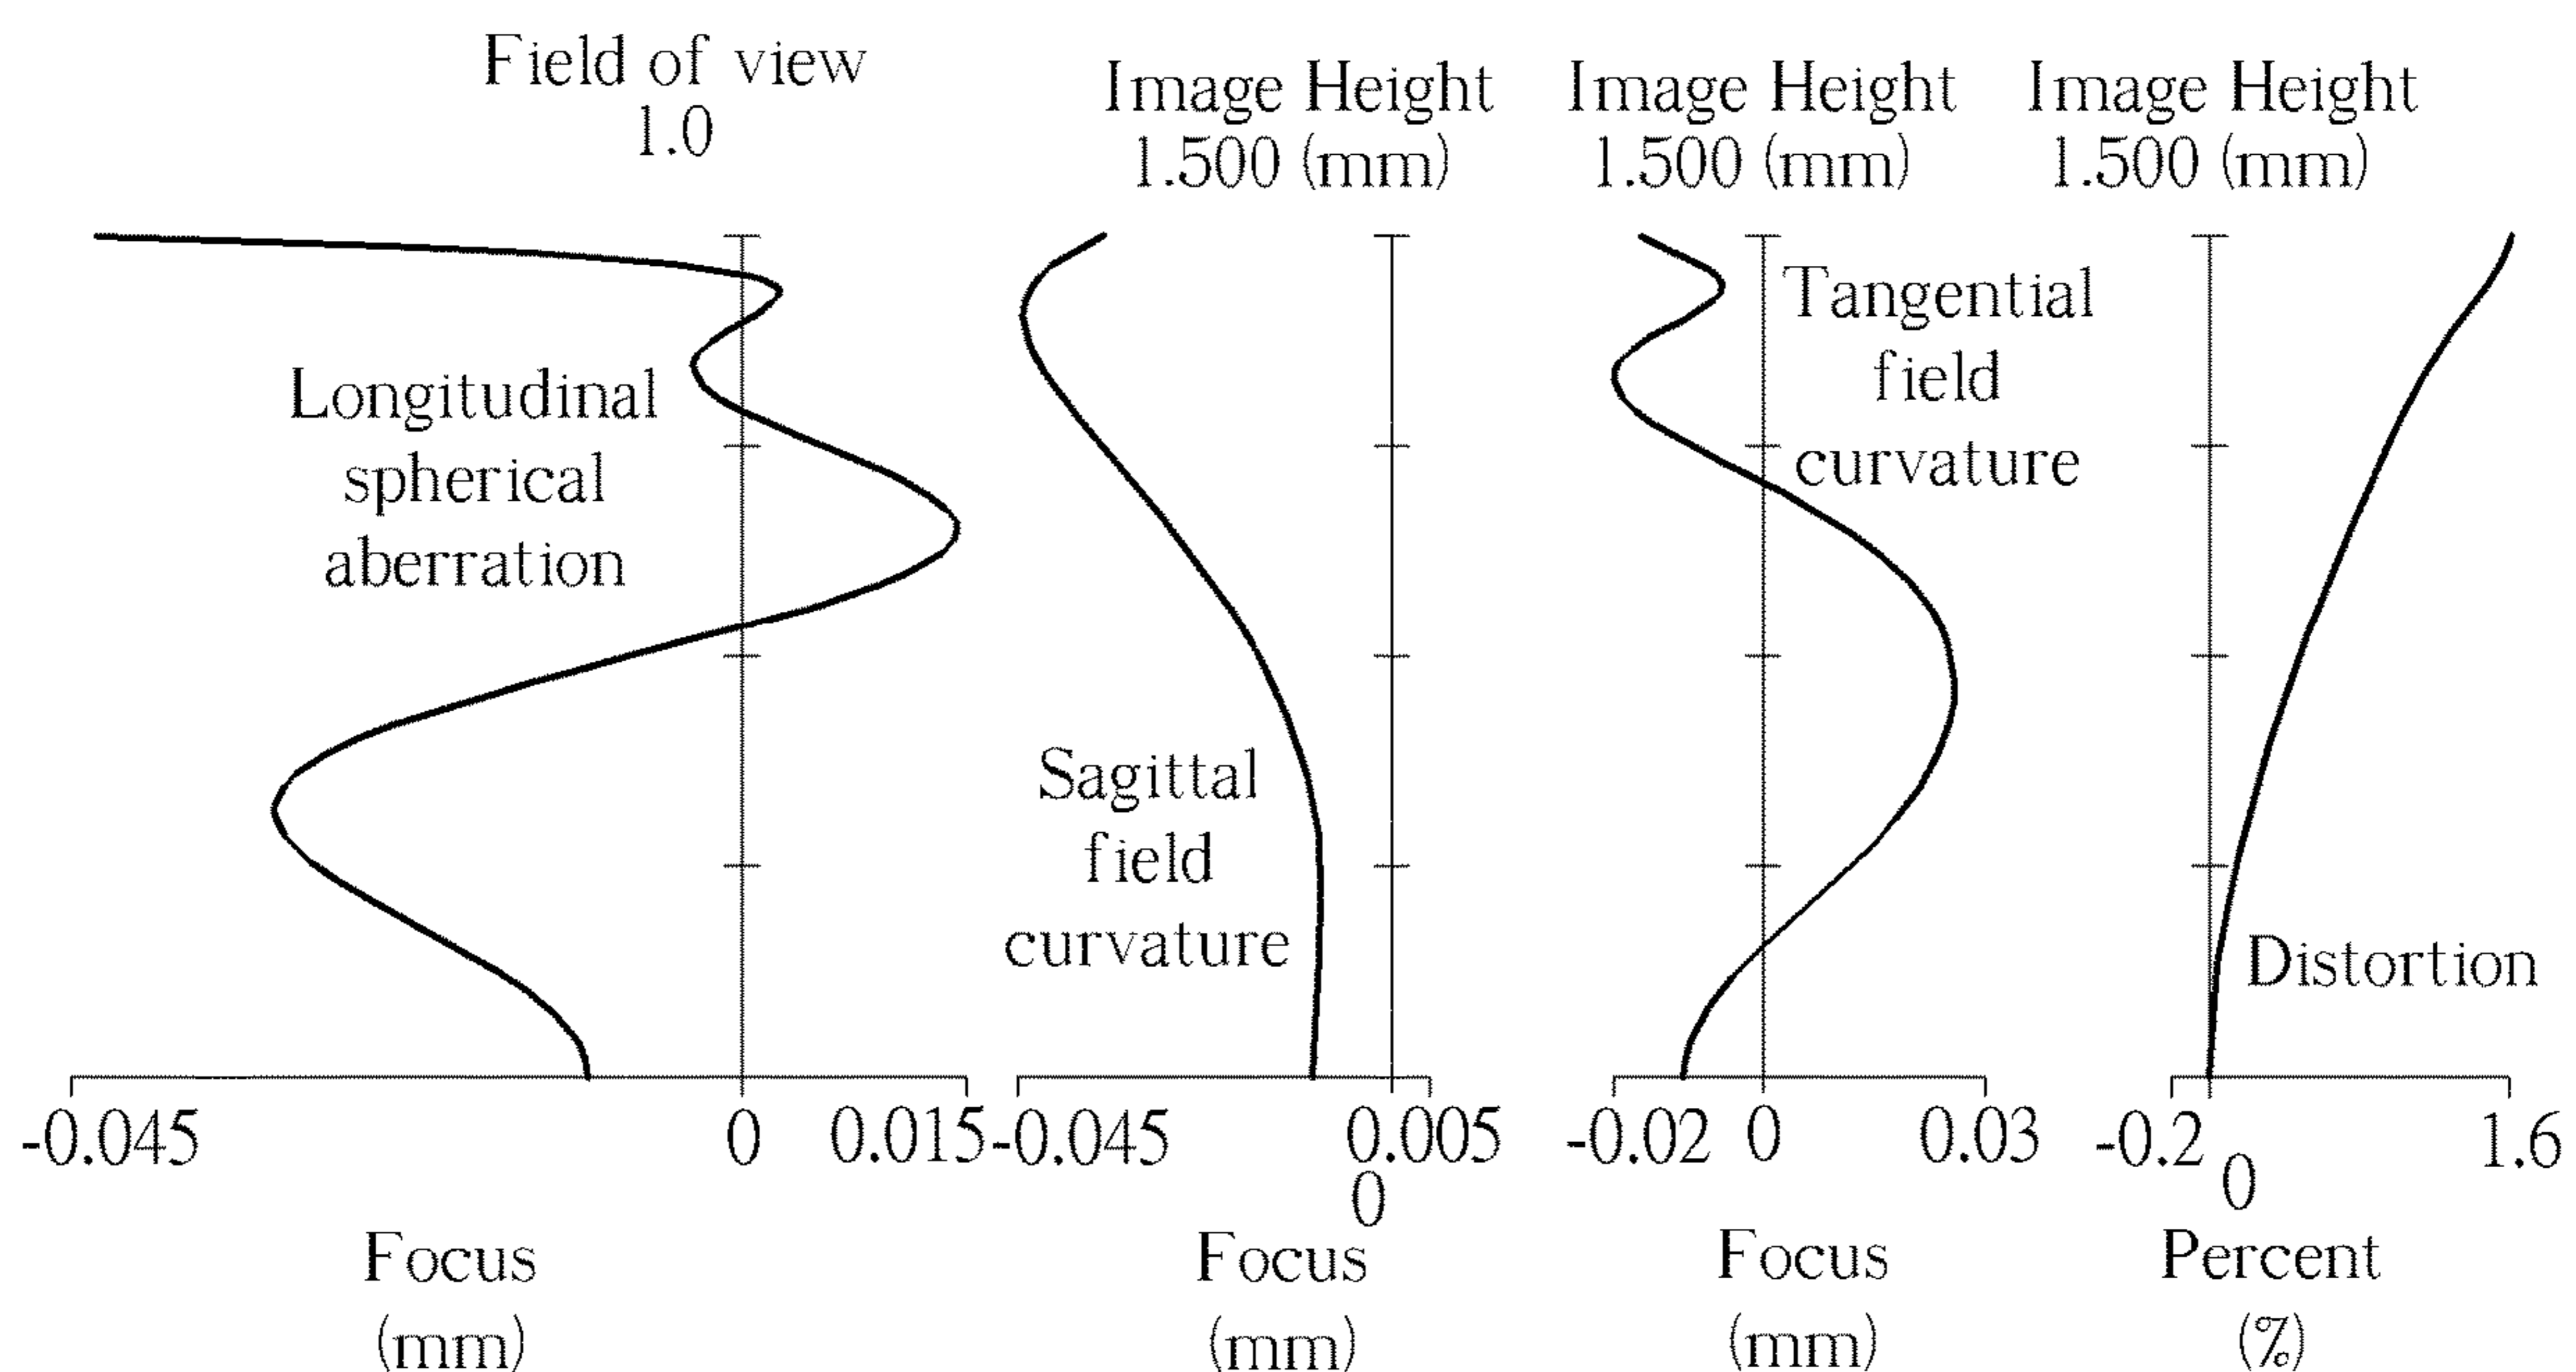 Field of view
1.0
Longitudinal
spherical
aberration
-0.045
0
0.015
Focus
(mm)
Image Height
1.500 (mm)
Sagittal
field
curvature
-0.045
0.005
0
Focus
(mm)
Image Height
1.500 (mm)
Tangential
field
curvature
-0.02
0
0.03
Focus
(mm)
Image Height
1.500 (mm)
Distortion
-0.2
0
1.6
Percent
(%)